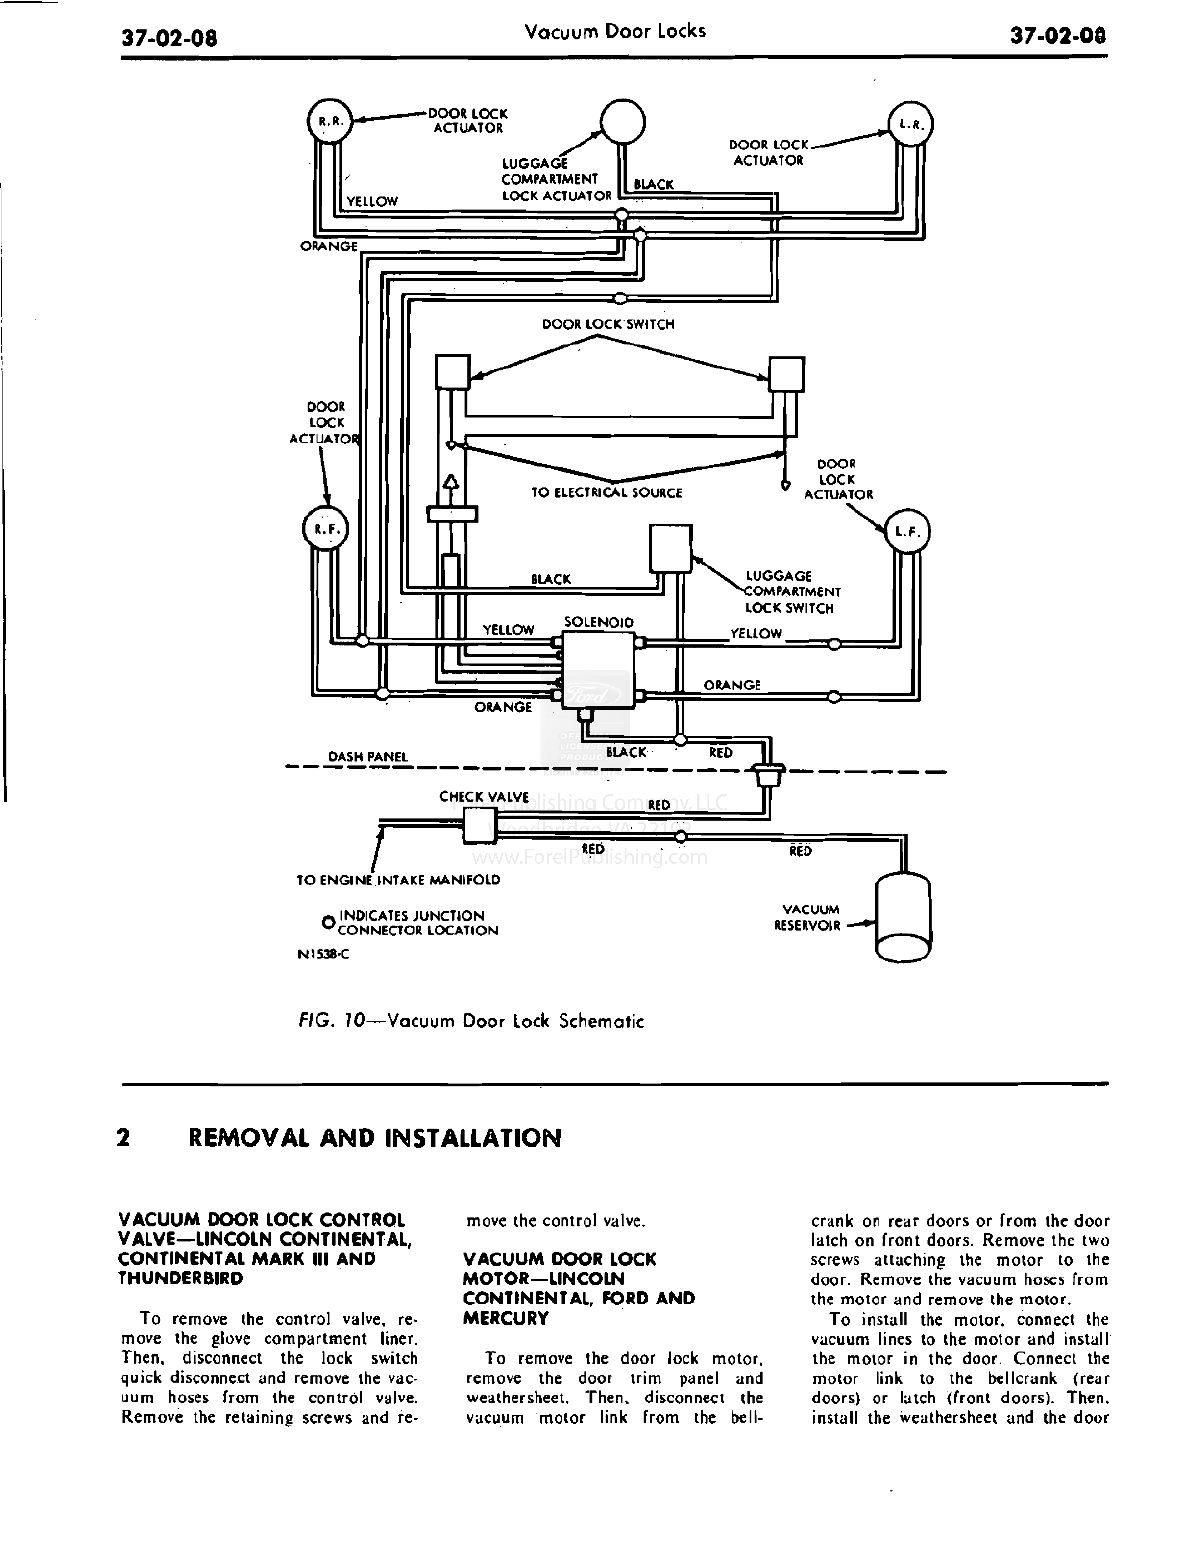 37-02-08
Vacuum Door Locks
37-02-08
R.R.
DOOR LOCK
ACTUATOR
LUGGAGE
COMPARTMENT
LOCK ACTUATOR
DOOR LOCK
ACTUATOR
L.R.
BLACK
YELLOW
ORANGE
DOOR LOCK SWITCH
DOOR
LOCK
ACTUATOR
TO ELECTRICAL SOURCE
DOOR
LOCK
ACTUATOR
R.F.
L.F.
BLACK
LUGGAGE
COMPARTMENT
LOCK SWITCH
SOLENOID
YELLOW
YELLOW
ORANGE
ORANGE
BLACK
RED
DASH PANEL
CHECK VALVE
RED
RED
RED
TO ENGINE INTAKE MANIFOLD
INDICATES JUNCTION
CONNECTOR LOCATION
VACUUM
RESERVOIR
N1538-C
Ford
Publishing Company, LLC
www.ForelPublishing.com
FIG. 10—Vacuum Door Lock Schematic
2 REMOVAL AND INSTALLATION
VACUUM DOOR LOCK CONTROL
VALVE—LINCOLN CONTINENTAL,
CONTINENTAL MARK III AND
THUNDERBIRD
To remove the control valve, re-
move the glove compartment liner.
Then, disconnect the lock switch
quick disconnect and remove the vac-
uum hoses from the control valve.
Remove the retaining screws and re-
move the control valve.
VACUUM DOOR LOCK
MOTOR—LINCOLN
CONTINENTAL, FORD AND
MERCURY
To remove the door lock motor,
remove the door trim panel and
weathersheet. Then, disconnect the
vacuum motor link from the bell-
crank on rear doors or from the door
latch on front doors. Remove the two
screws attaching the motor to the
door. Remove the vacuum hoses from
the motor and remove the motor.
To install the motor, connect the
vacuum lines to the motor and install
the motor in the door. Connect the
motor link to the bellcrank (rear
doors) or latch (front doors). Then,
install the weathersheet and the door